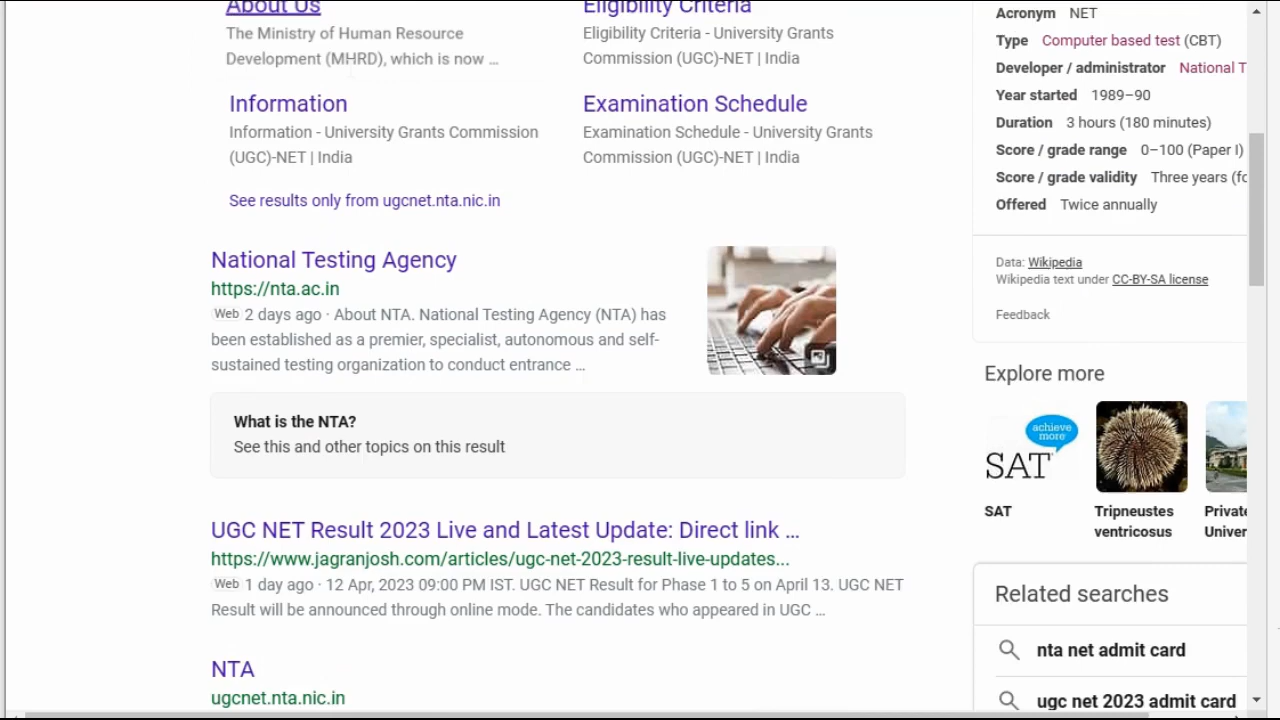 About Us
The Ministry of Human Resource
Development (MHRD), which is now ...
Eligibility Criteria
Eligibility Criteria - University Grants
Commission (UGC)-NET | India
Information
Information - University Grants Commission
(UGC)-NET | India
Examination Schedule
Examination Schedule - University Grants
Commission (UGC)-NET | India
See results only from ugcnet.nta.nic.in
National Testing Agency
https://nta.ac.in
Web 2 days ago · About NTA. National Testing Agency (NTA) has
been established as a premier, specialist, autonomous and self-
sustained testing organization to conduct entrance ...
What is the NTA?
See this and other topics on this result
UGC NET Result 2023 Live and Latest Update: Direct link ...
https://www.jagranjosh.com/articles/ugc-net-2023-result-live-updates...
Web 1 day ago · 12 Apr, 2023 09:00 PM IST. UGC NET Result for Phase 1 to 5 on April 13. UGC NET
Result will be announced through online mode. The candidates who appeared in UGC ...
NTA
ugcnet.nta.nic.in
Acronym NET
Type Computer based test (CBT)
Developer / administrator National T
Year started 1989–90
Duration 3 hours (180 minutes)
Score / grade range 0–100 (Paper I)
Score / grade validity Three years (fo
Offered Twice annually
Data: Wikipedia
Wikipedia text under CC-BY-SA license
Feedback
Explore more
achieve
more
SAT
SAT
Tripneustes
ventricosus
Private
Univer
Related searches
nta net admit card
ugc net 2023 admit card